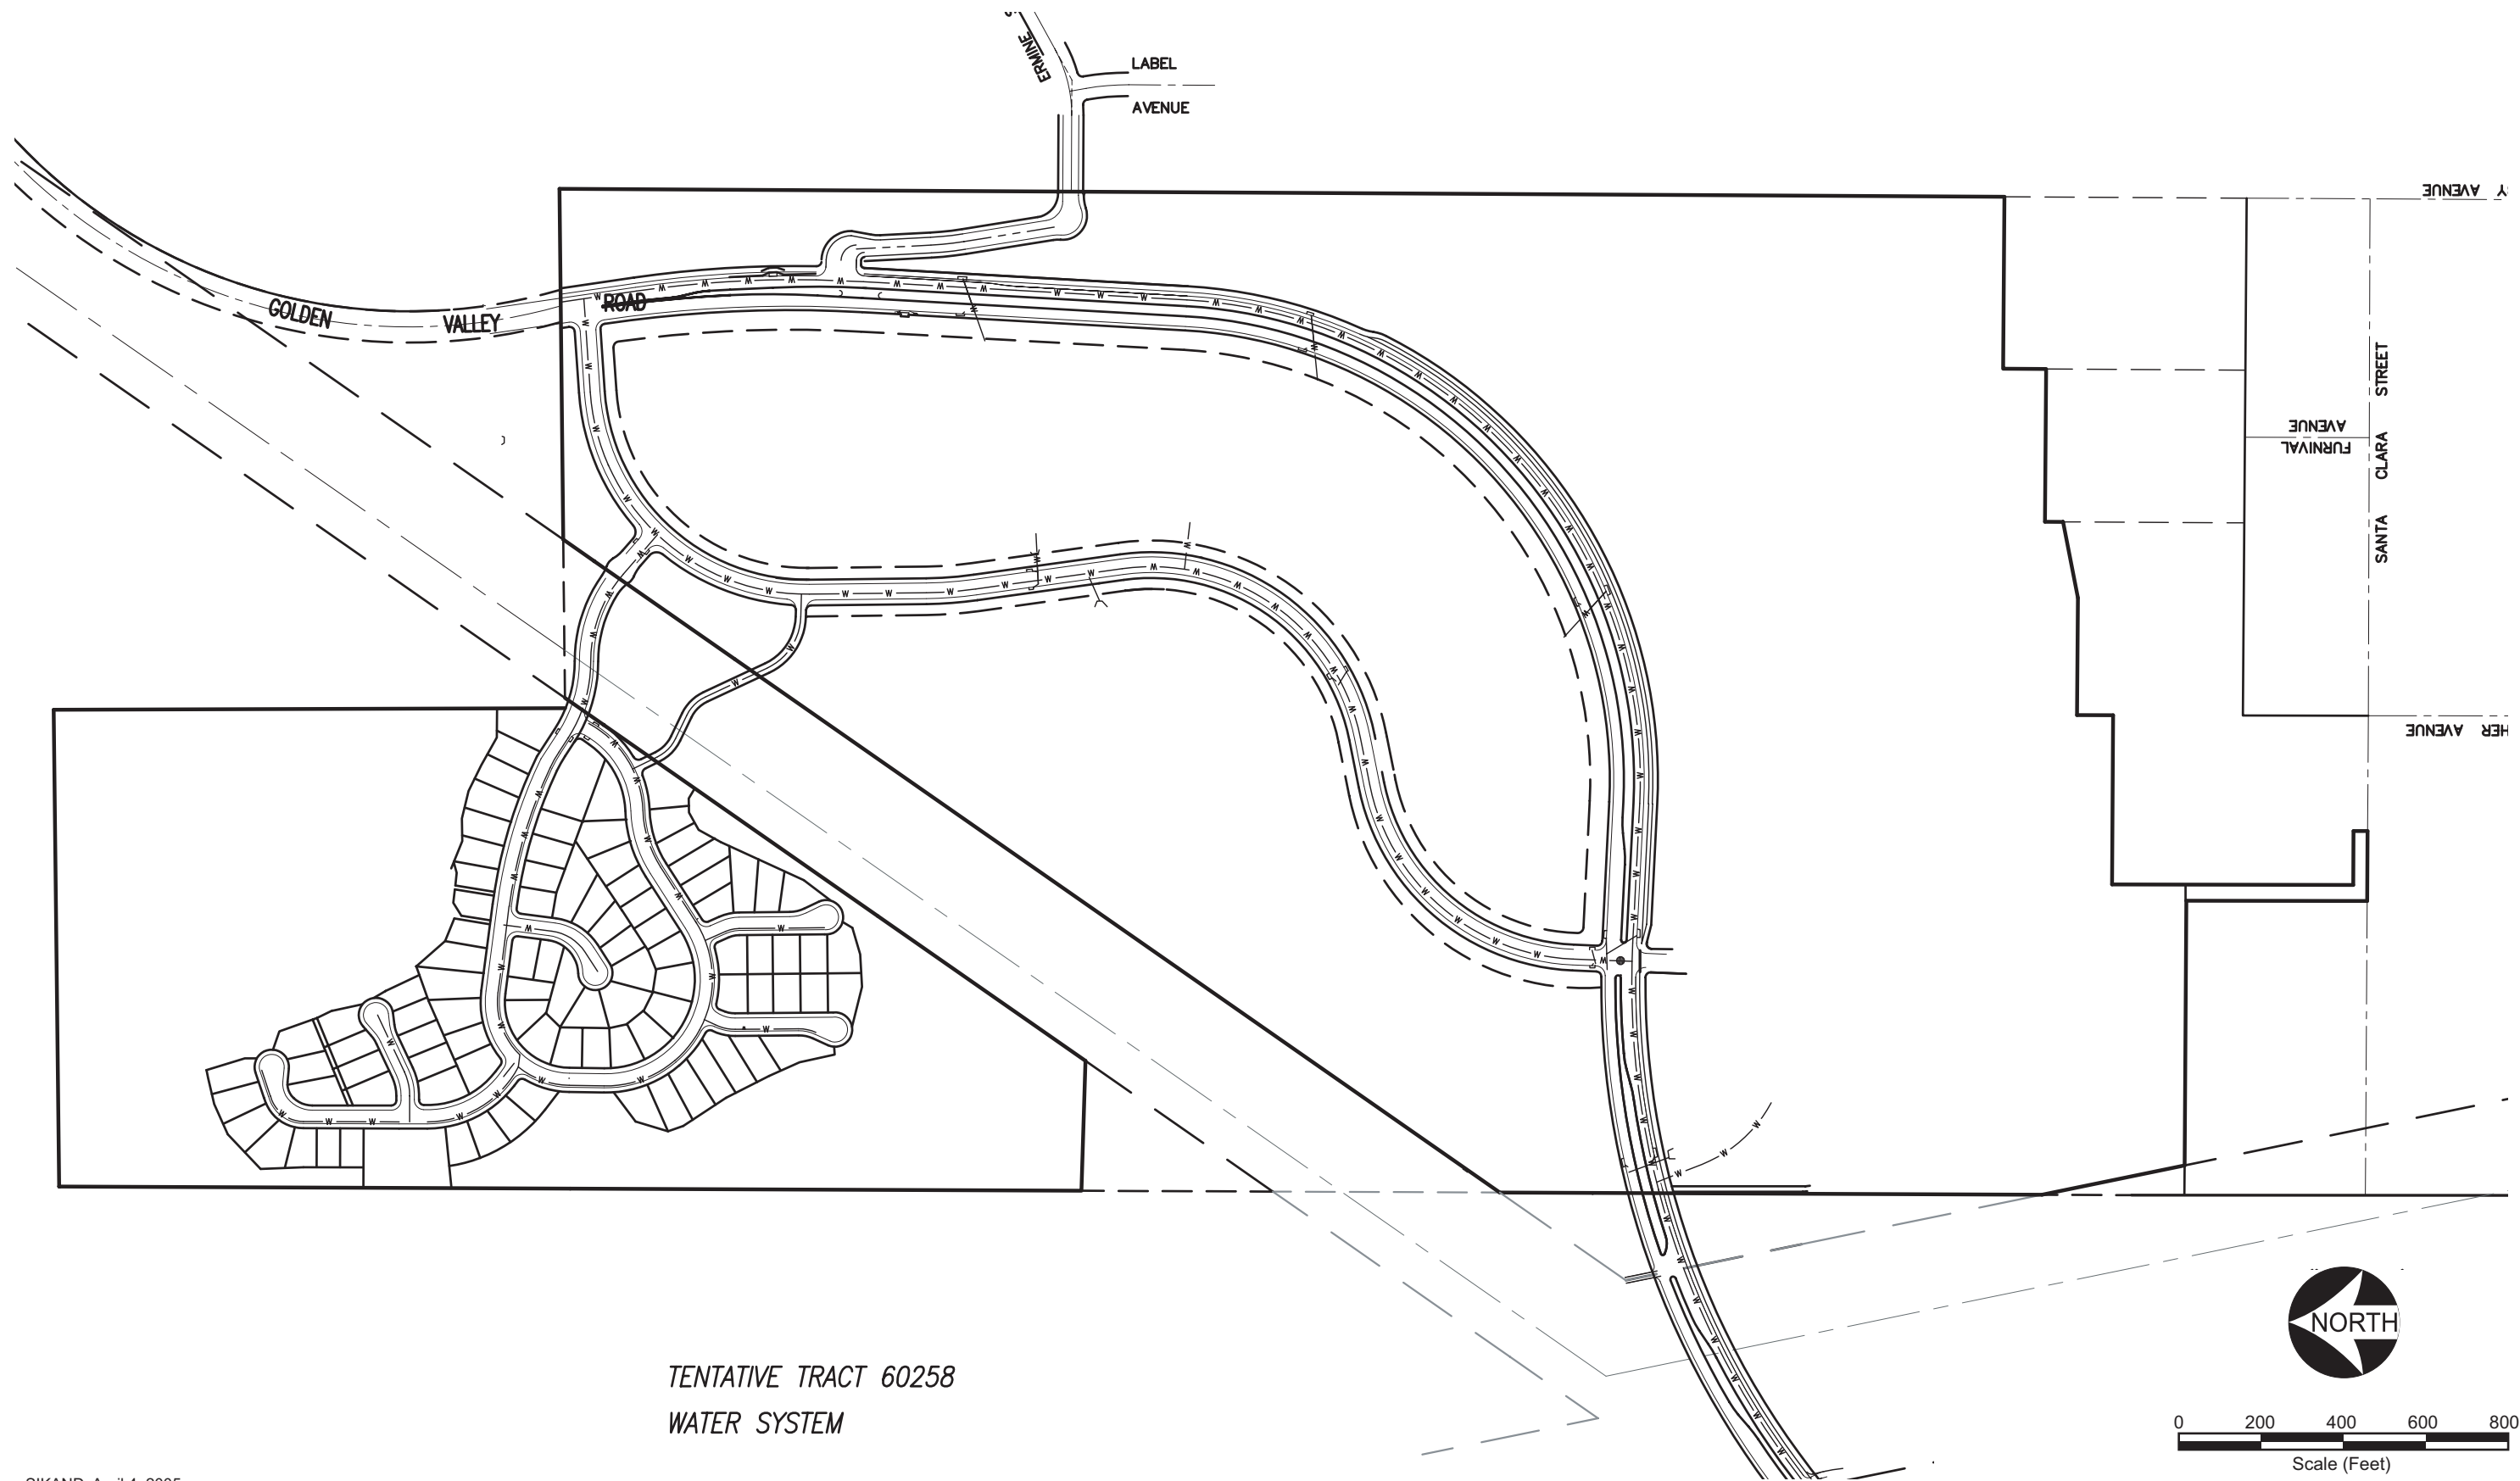 ERMINE
LABEL
AVENUE
GOLDEN
VALLEY
ROAD
AVENUE
STREET
CLARA
SANTA
FURNIVAL
AVENUE
AVENUE
TENTATIVE TRACT 60258
WATER SYSTEM
NORTH
0 200 400 600 800
Scale (Feet)